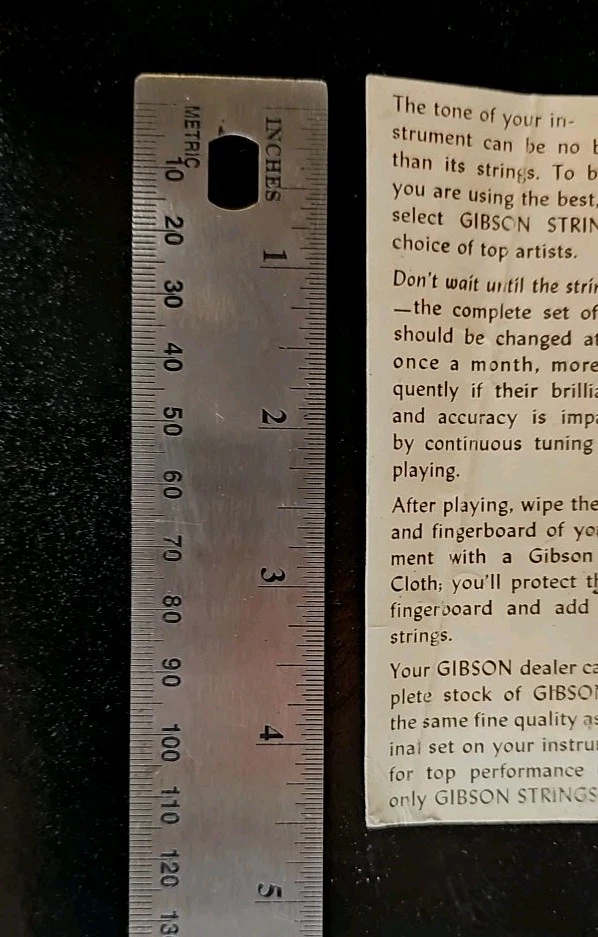 METRIC
10
20
30
40
50
60
70
80
90
100
110
120
INCHES
1
2
3
4
5
The tone of your in-
strument can be no
than its strings. To
you are using the best,
select GIBSON
choice of top artists.
Don't wait until the
—the complete set of
should be changed
once a month, more
quently if their
and accuracy is
by continuous tuning
playing.
After playing, wipe the
and fingerboard of
ment with a Gibson
Cloth; you'll protect
fingerboard and add
strings.
Your GIBSON dealer
plete stock of
the same fine quality as
inal set on your
for top performance
only GIBSON STRINGS